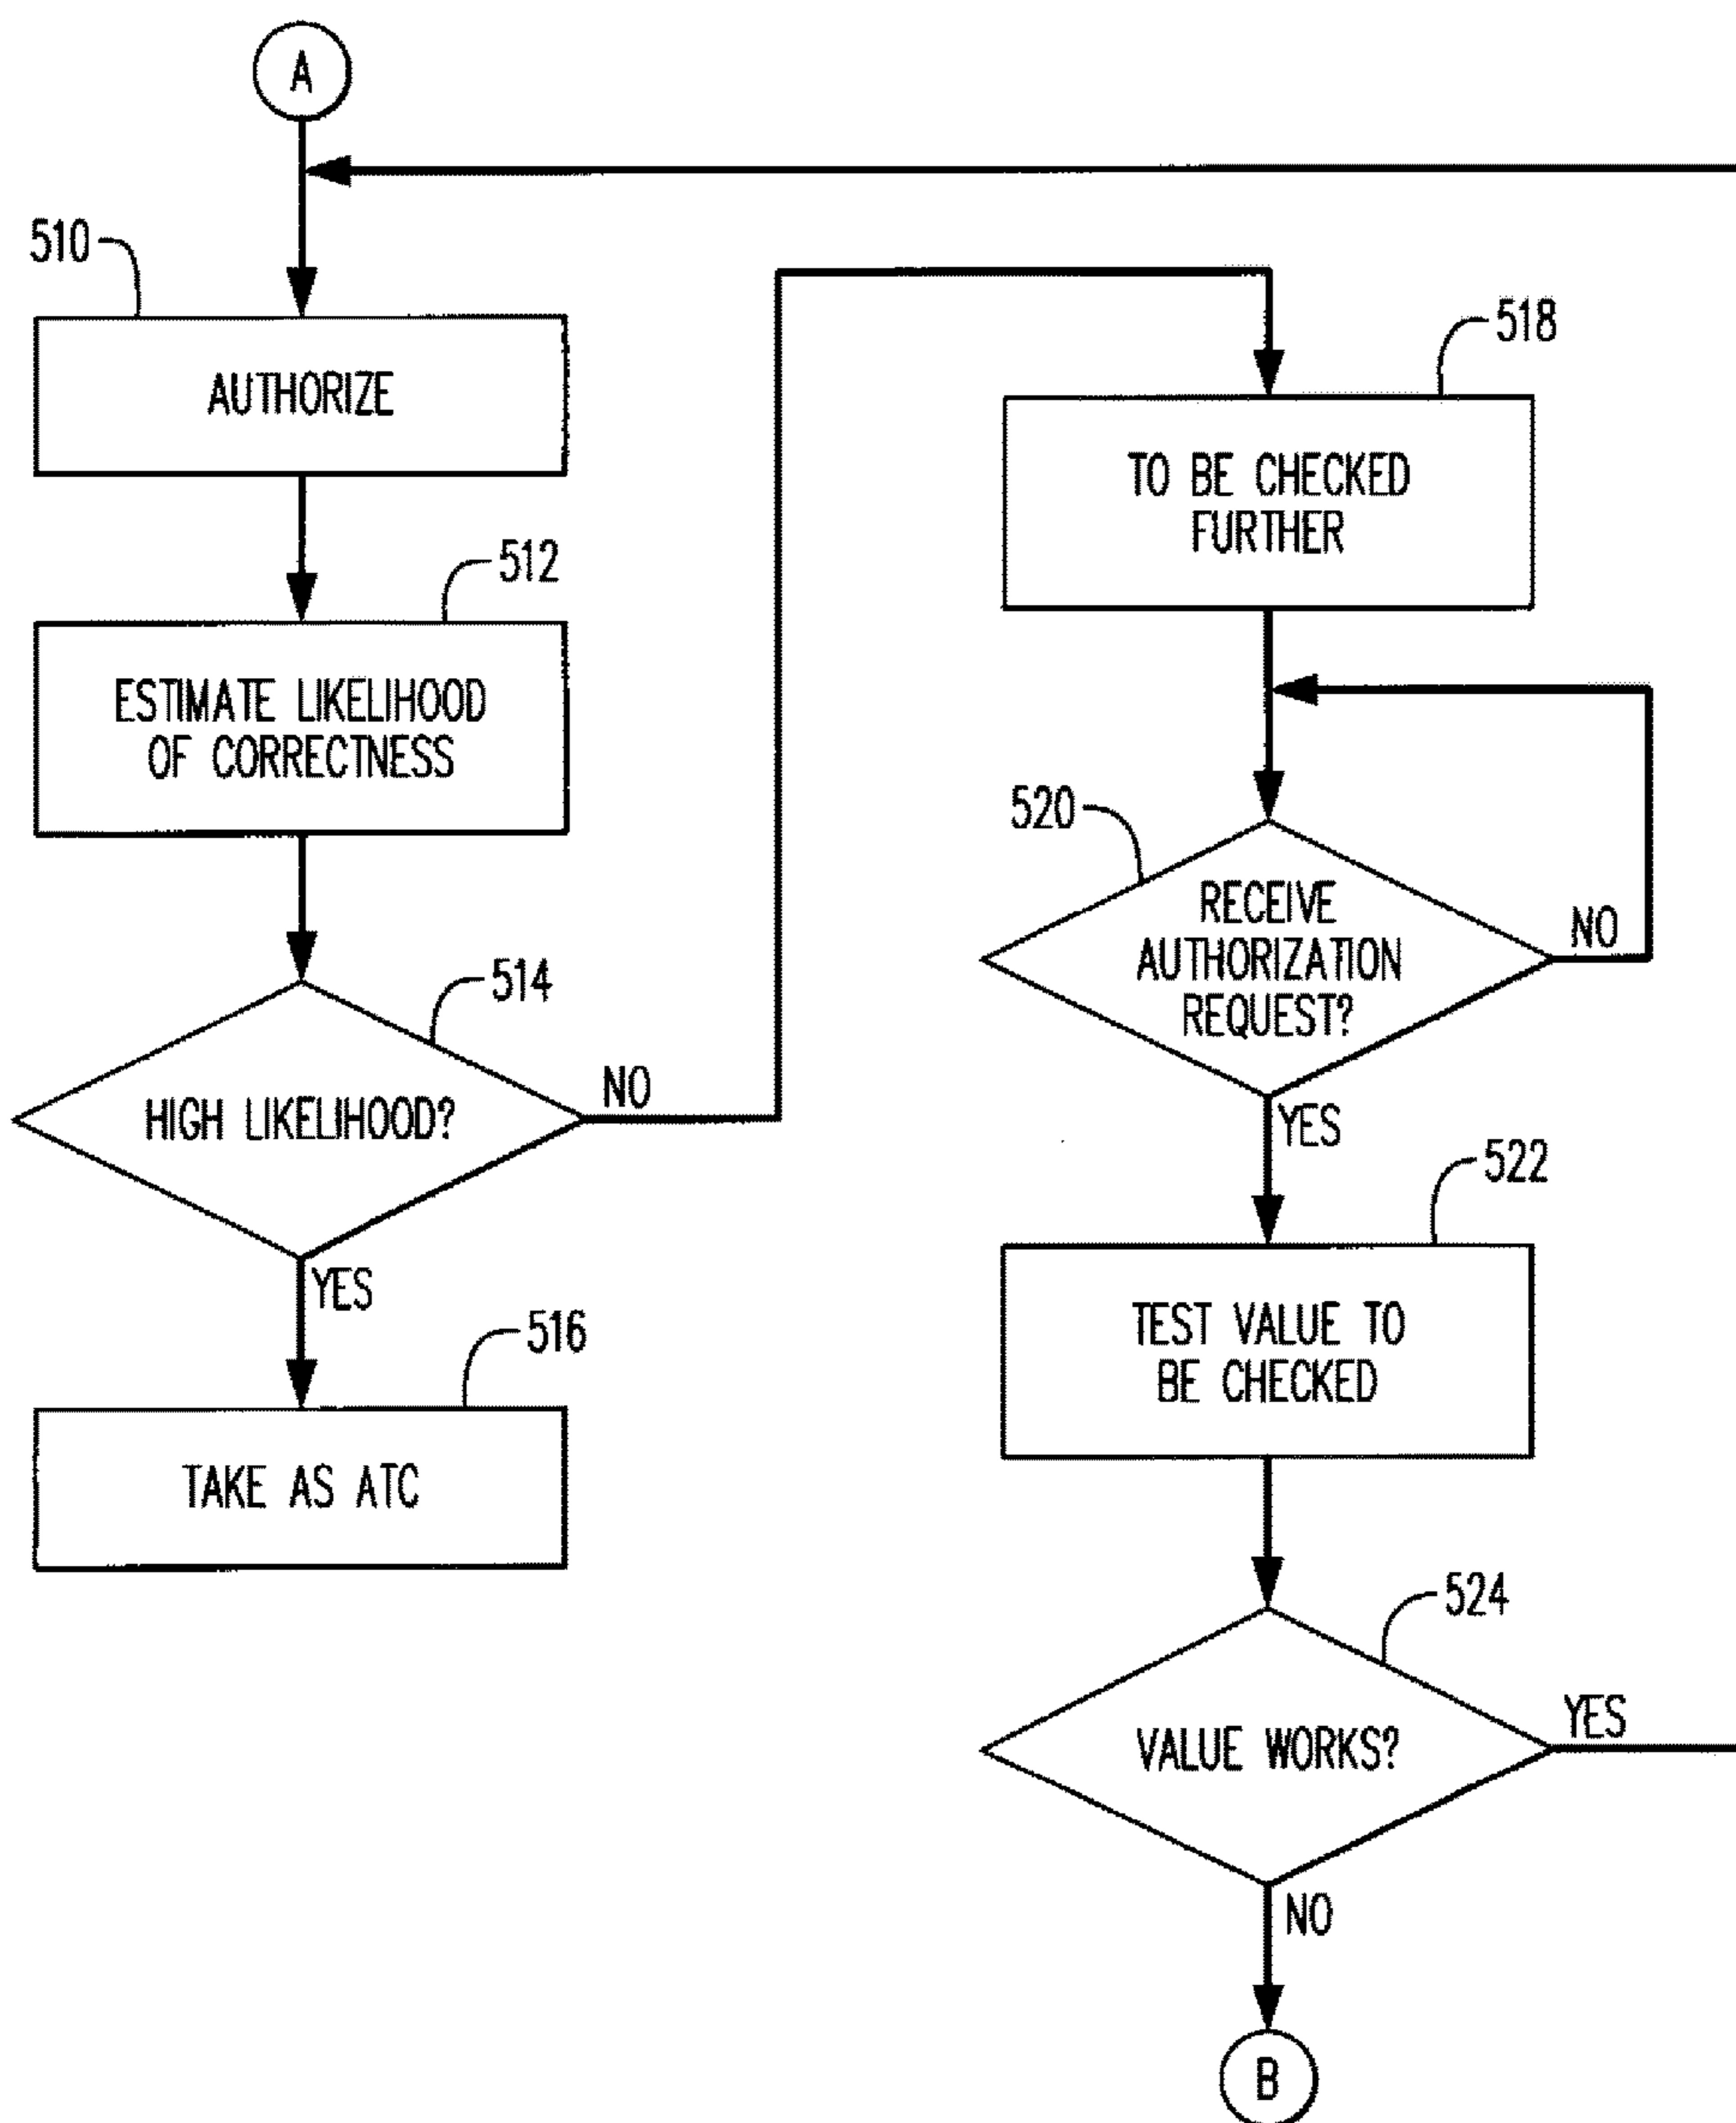 A
510
AUTHORIZE
512
ESTIMATE LIKELIHOOD
OF CORRECTNESS
514
HIGH LIKELIHOOD?
NO
YES
516
TAKE AS ATC
518
TO BE CHECKED
FURTHER
520
RECEIVE
AUTHORIZATION
REQUEST?
NO
YES
522
TEST VALUE TO
BE CHECKED
524
VALUE WORKS?
YES
NO
B